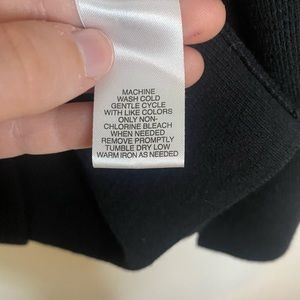 MACHINE
WASH COLD
GENTLE CYCLE
WITH LIKE COLORS
ONLY NON-
CHLORINE BLEACH
WHEN NEEDED
REMOVE PROMPTLY
TUMBLE DRY LOW
WARM IRON AS NEEDED